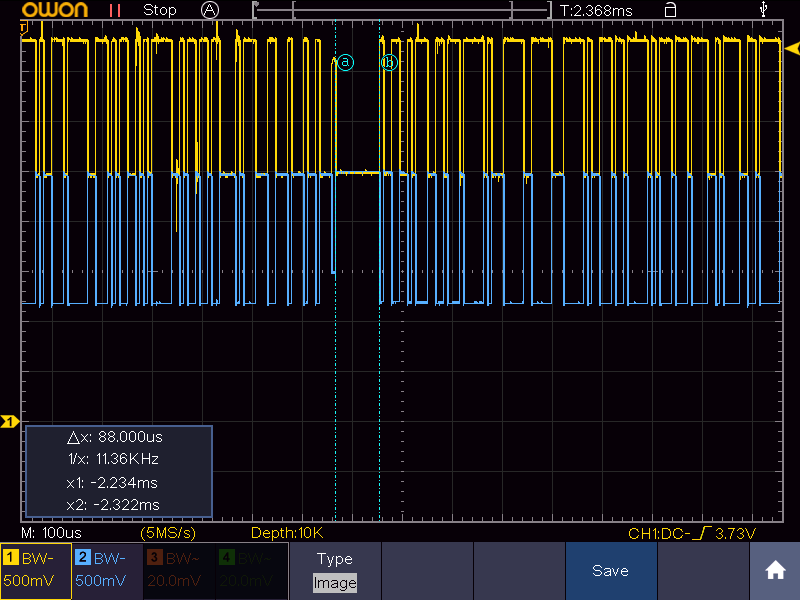 owon Stop A T:2.368ms
T
a b
1
△x: 88.000us
1/x: 11.36KHz
x1: -2.234ms
x2: -2.322ms
M: 100us (5MS/s) Depth:10K CH1:DC- 3.73V
1 BW~ 2 BW~ 3 BW~ 4 BW~
500mV 500mV 20.0mV 20.0mV
Type
Image
Save